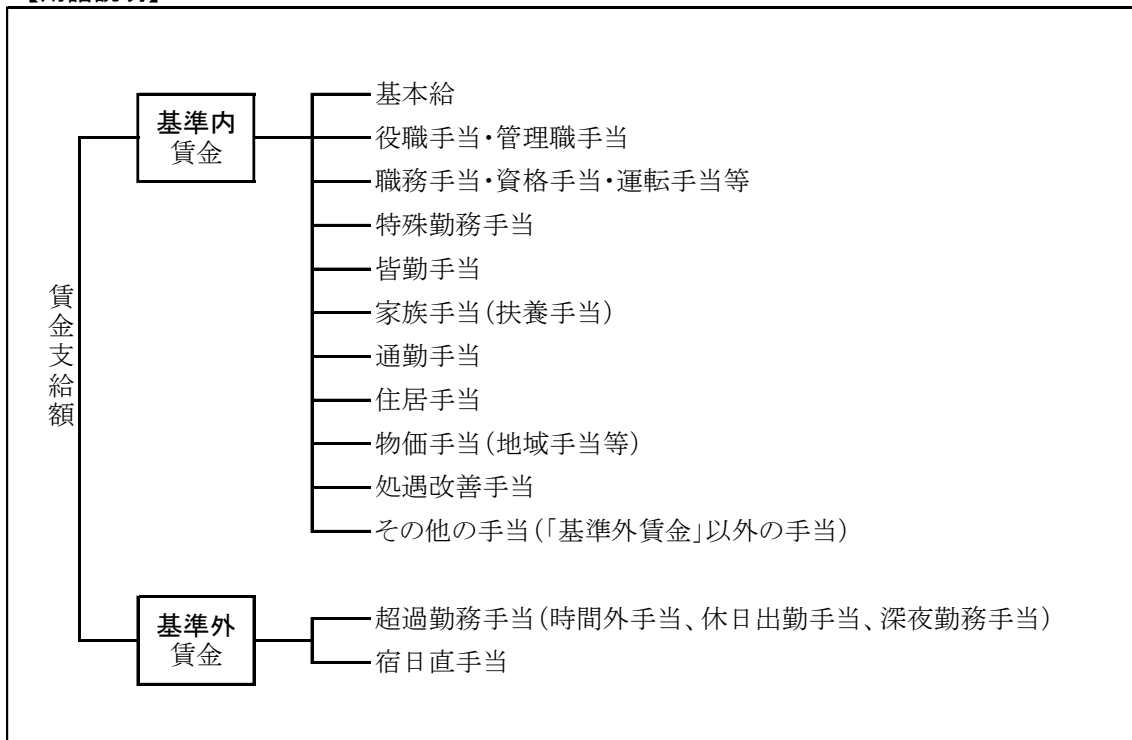 賃金支給額
基準内
賃金
基本給
役職手当・管理職手当
職務手当・資格手当・運転手当等
特殊勤務手当
皆勤手当
家族手当(扶養手当)
通勤手当
住居手当
物価手当(地域手当等)
処遇改善手当
その他の手当(「基準外賃金」以外の手当)
基準外
賃金
超過勤務手当(時間外手当、休日出勤手当、深夜勤務手当)
宿日直手当